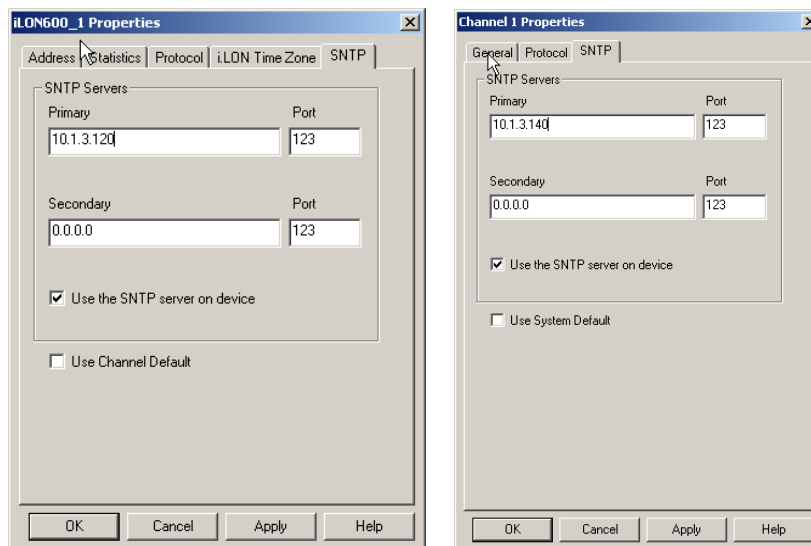 iLON600_1 Properties
Address Statistics Protocol i.LON Time Zone SNTP
SNTP Servers
Primary Port
10.1.3.120 123
Secondary Port
0.0.0.0 123
Use the SNTP server on device
Use Channel Default
OK Cancel Apply Help
Channel 1 Properties
General Protocol SNTP
SNTP Servers
Primary Port
10.1.3.140 123
Secondary Port
0.0.0.0 123
Use the SNTP server on device
Use System Default
OK Cancel Apply Help